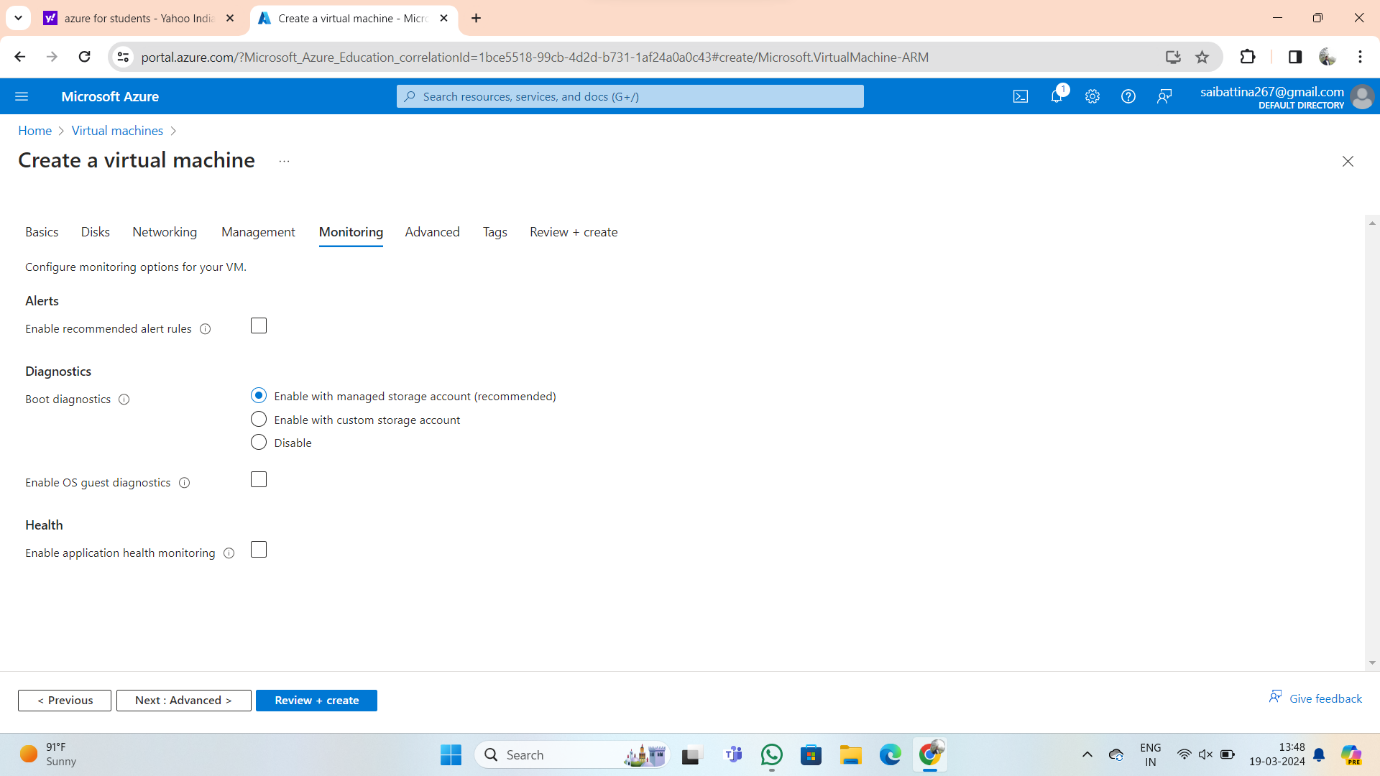 azure for students - Yahoo Indi
Create a virtual machine - Micro
portal.azure.com/?Microsoft_Azure_Education_correlationId=1bce5518-99cb-4d2d-b731-1af24a0a0c43#create/Microsoft.VirtualMachine-ARM
Microsoft Azure
Search resources, services, and docs (G+/)
1
saibattina267@gmail.com
DEFAULT DIRECTORY
Home > Virtual machines >
Create a virtual machine ...
Basics Disks Networking Management Monitoring Advanced Tags Review + create
Configure monitoring options for your VM.
Alerts
Enable recommended alert rules
Diagnostics
Boot diagnostics
Enable with managed storage account (recommended)
Enable with custom storage account
Disable
Enable OS guest diagnostics
Health
Enable application health monitoring
< Previous
Next : Advanced >
Review + create
Give feedback
91°F
Sunny
Search
ENG
IN
13:48
19-03-2024
PRE